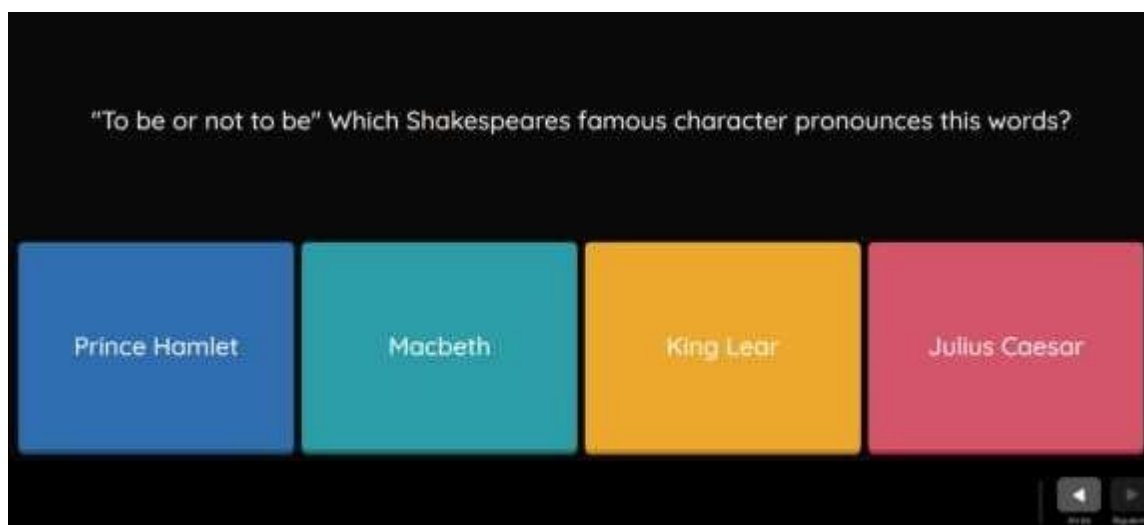 "To be or not to be" Which Shakespeares famous character pronounces this words?
Prince Hamlet
Macbeth
King Lear
Julius Caesar